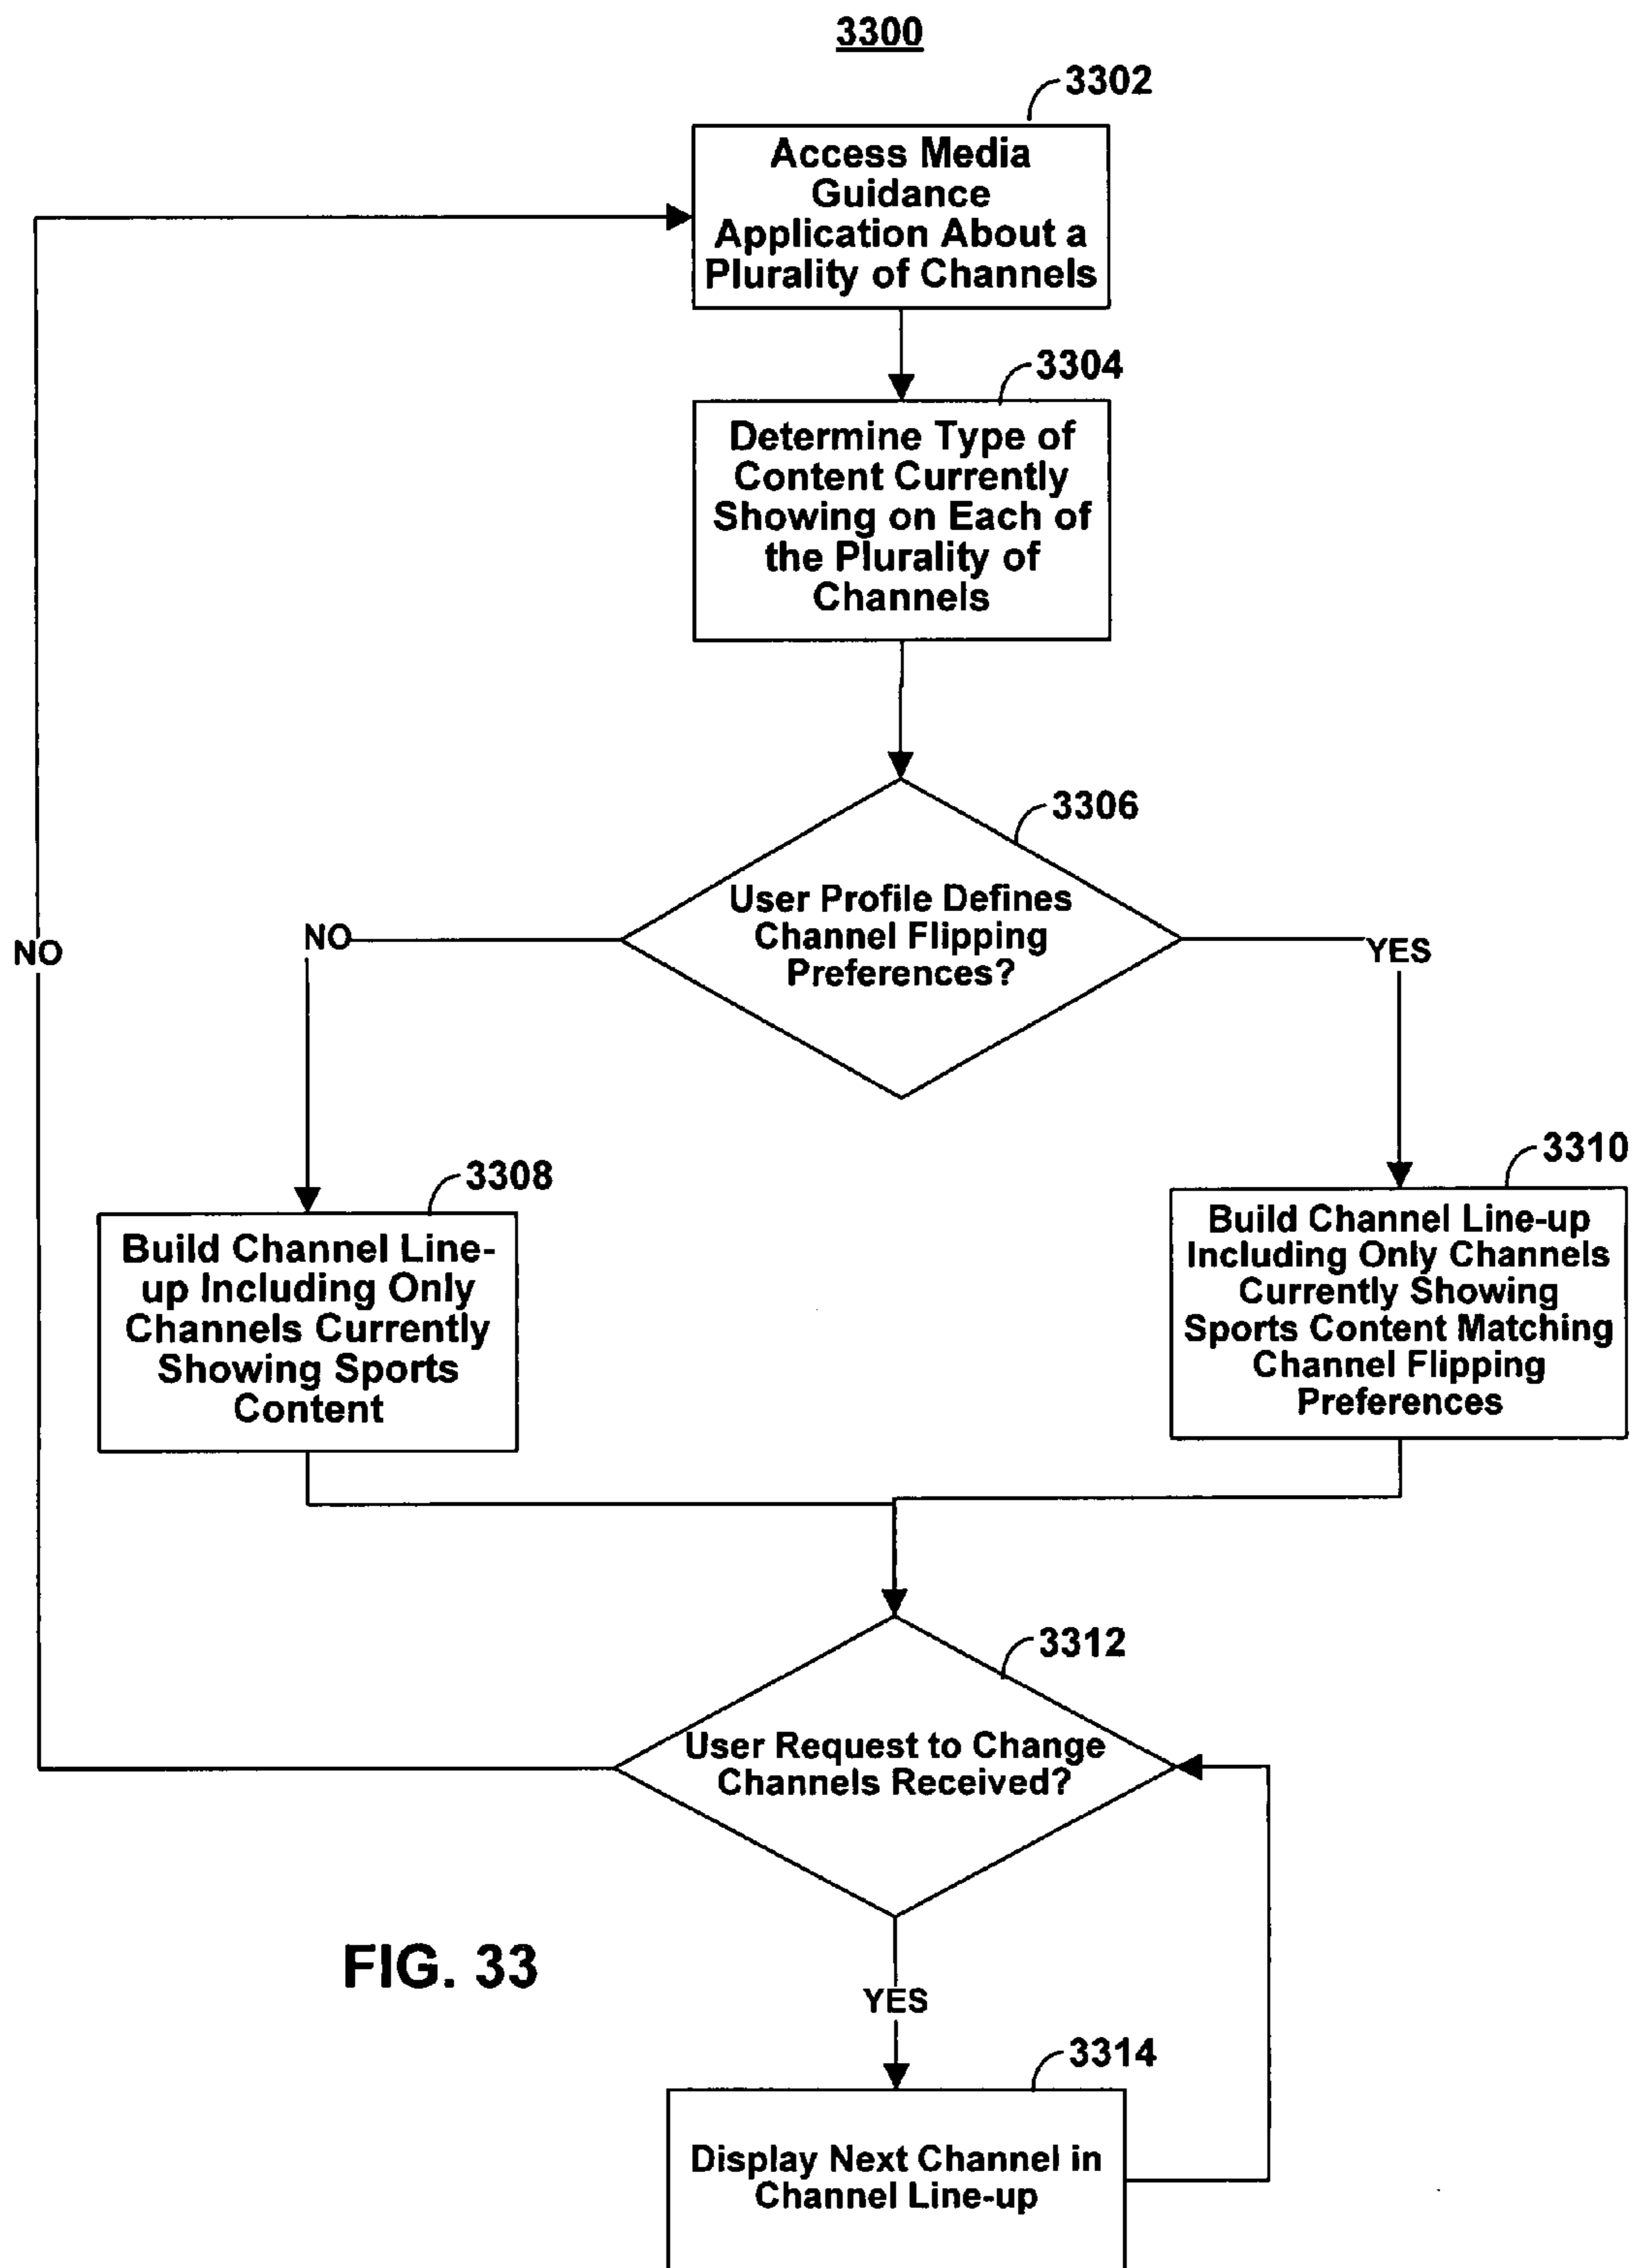 3300
3302
Access Media
Guidance
Application About a
Plurality of Channels
3304
Determine Type of
Content Currently
Showing on Each of
the Plurality of
Channels
3306
User Profile Defines
Channel Flipping
Preferences?
NO
NO
YES
3308
Build Channel Line-
up Including Only
Channels Currently
Showing Sports
Content
3310
Build Channel Line-up
Including Only Channels
Currently Showing
Sports Content Matching
Channel Flipping
Preferences
3312
User Request to Change
Channels Received?
FIG. 33
YES
3314
Display Next Channel in
Channel Line-up